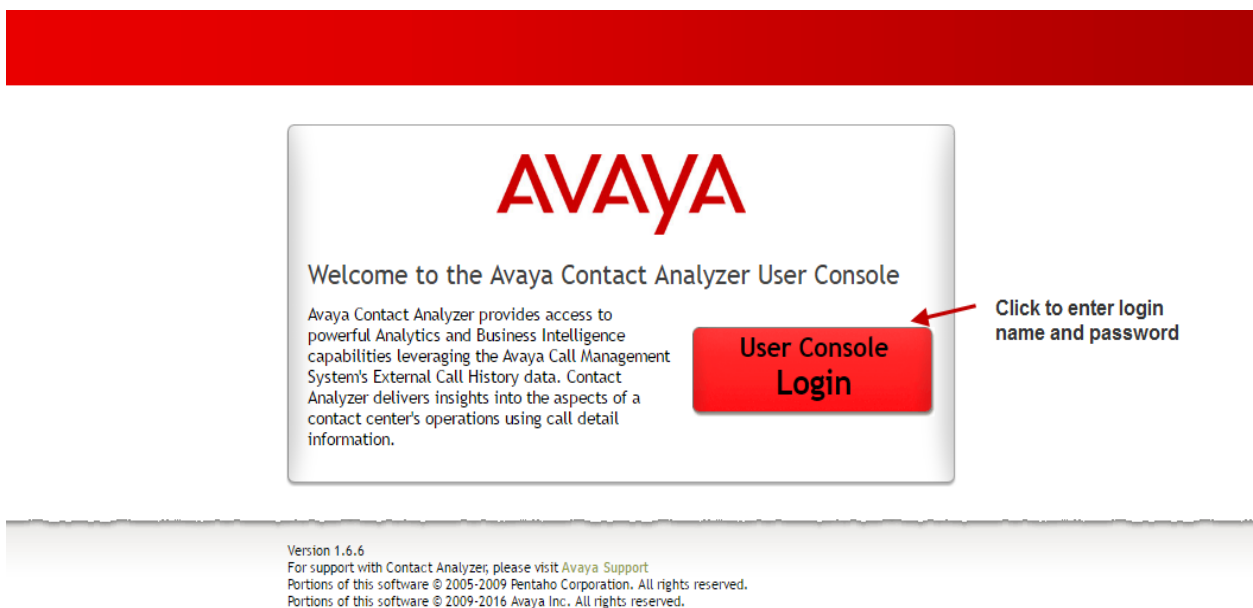 AVAYA
Welcome to the Avaya Contact Analyzer User Console
Avaya Contact Analyzer provides access to
powerful Analytics and Business Intelligence
capabilities leveraging the Avaya Call Management
System's External Call History data. Contact
Analyzer delivers insights into the aspects of a
contact center's operations using call detail
information.
User Console
Login
Click to enter login
name and password
Version 1.6.6
For support with Contact Analyzer, please visit Avaya Support
Portions of this software © 2005-2009 Pentaho Corporation. All rights reserved.
Portions of this software © 2009-2016 Avaya Inc. All rights reserved.